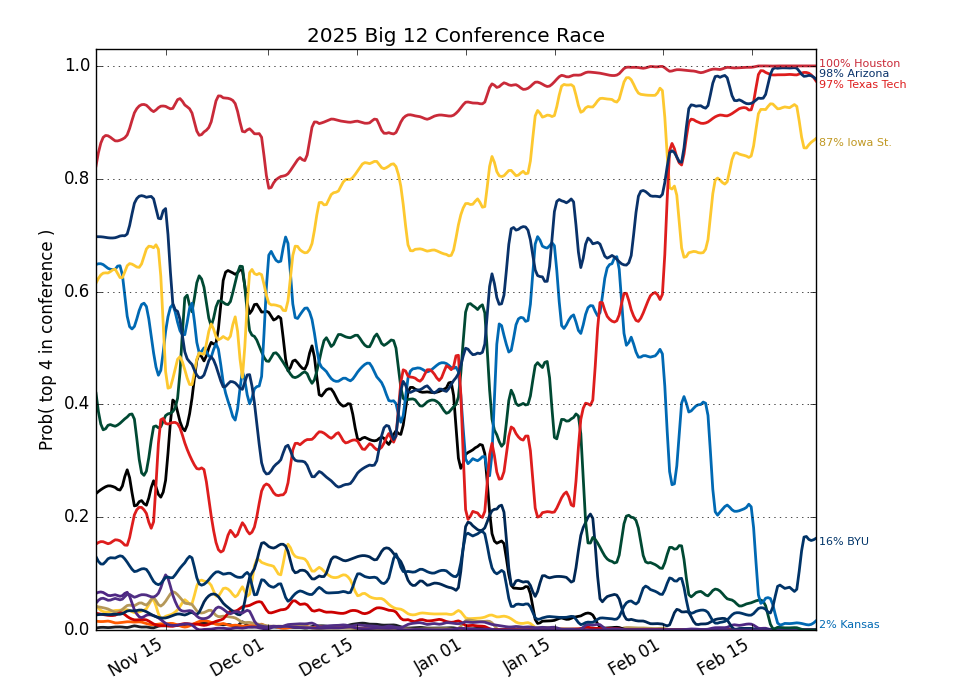 2025 Big 12 Conference Race
Prob( top 4 in conference )
1.0
0.8
0.6
0.4
0.2
0.0
Nov 15
Dec 01
Dec 15
Jan 01
Jan 15
Feb 01
Feb 15
100% Houston
98% Arizona
97% Texas Tech
87% Iowa St.
16% BYU
2% Kansas